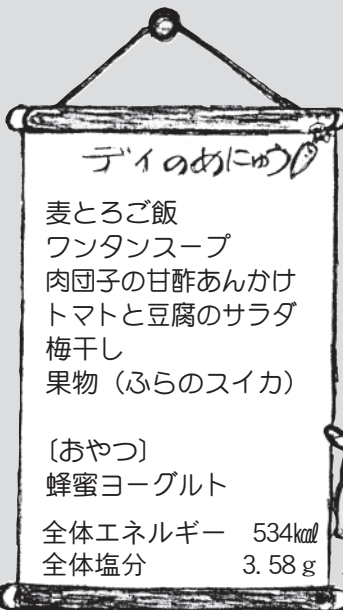 デイのめにゅう
麦とろご飯
ワンタンスープ
肉団子の甘酢あんかけ
トマトと豆腐のサラダ
梅干し
果物（ふらのスイカ）
〔おやつ〕
蜂蜜ヨーグルト
全体エネルギー 534㎉
全体塩分 3.58ｇ